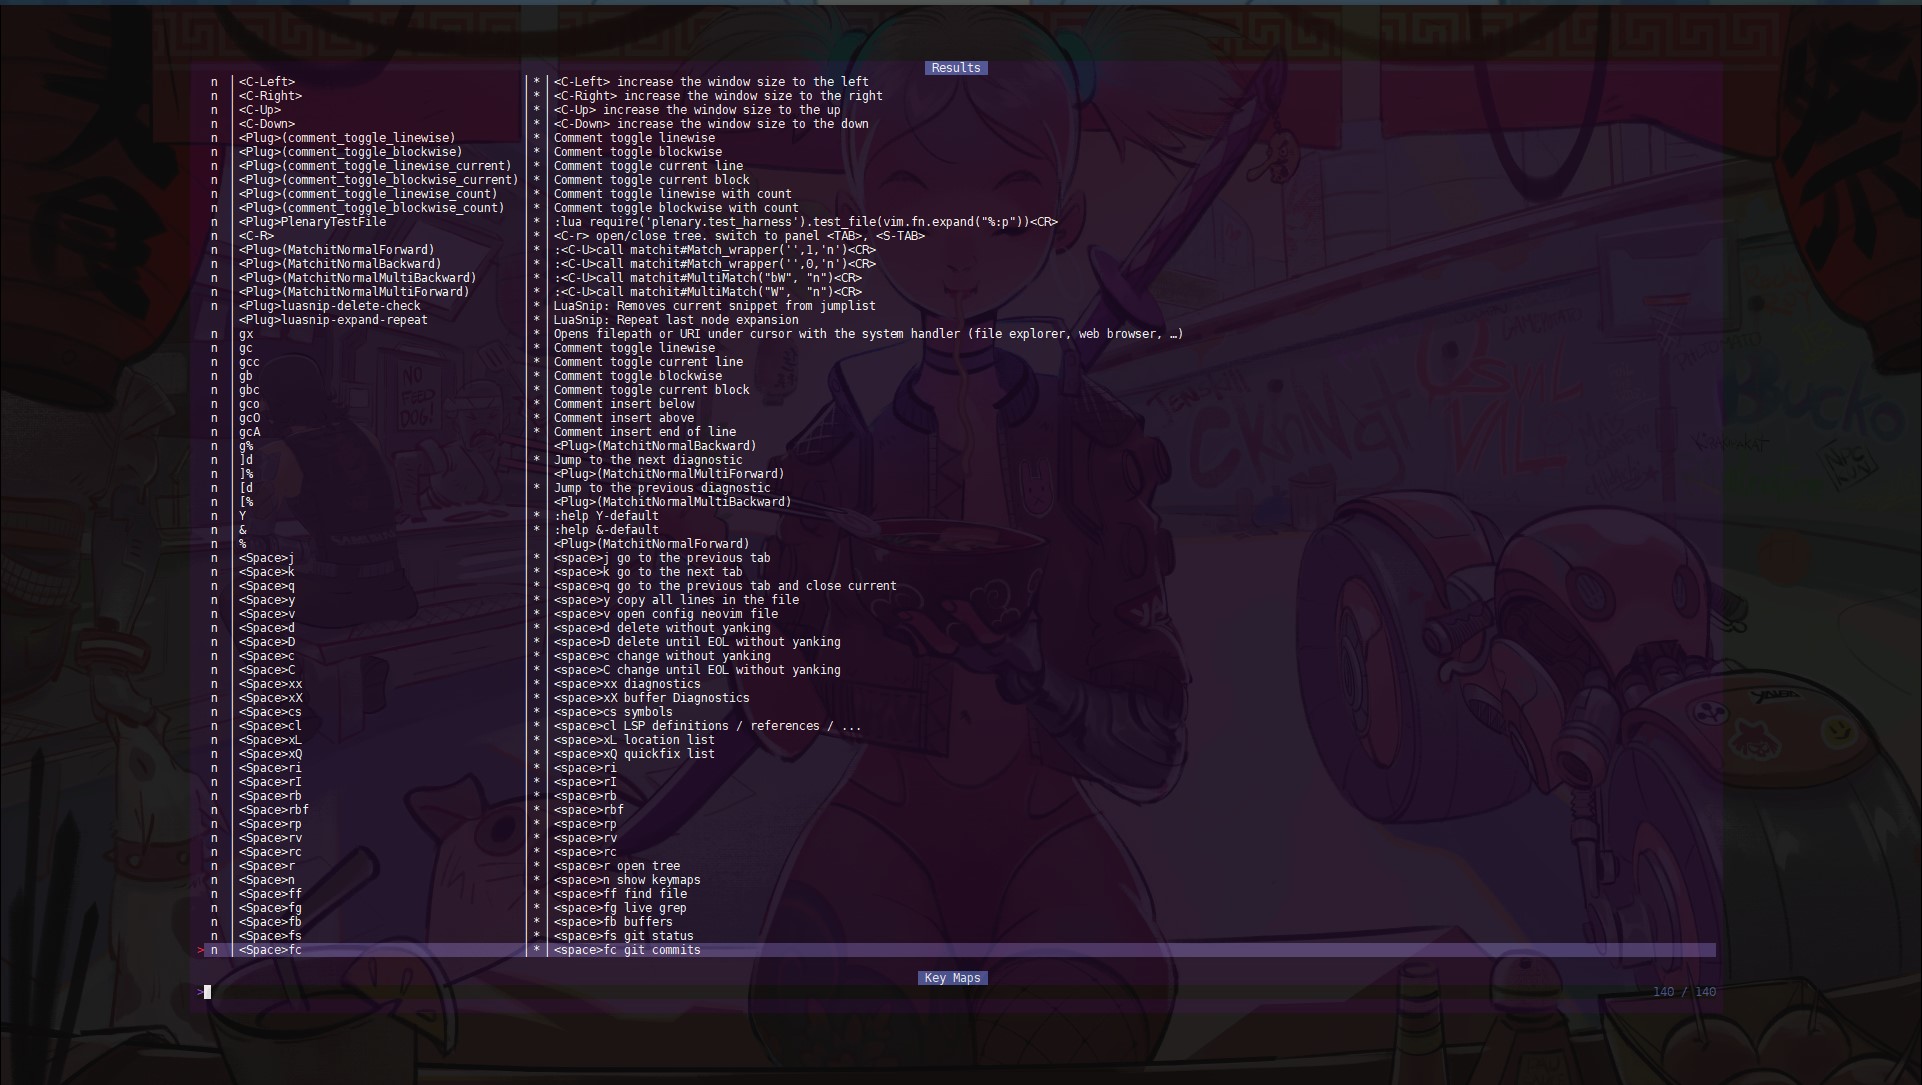 Results
n <C-Left> * <C-Left> increase the window size to the left
n <C-Right> * <C-Right> increase the window size to the right
n <C-Up> * <C-Up> increase the window size to the up
n <C-Down> * <C-Down> increase the window size to the down
n <Plug>(comment_toggle_linewise) * Comment toggle linewise
n <Plug>(comment_toggle_blockwise) * Comment toggle blockwise
n <Plug>(comment_toggle_linewise_current) * Comment toggle current line
n <Plug>(comment_toggle_blockwise_current) * Comment toggle current block
n <Plug>(comment_toggle_linewise_count) * Comment toggle linewise with count
n <Plug>(comment_toggle_blockwise_count) * Comment toggle blockwise with count
n <Plug>PlenaryTestFile * :lua require('plenary.test_harness').test_file(vim.fn.expand("%:p"))<CR>
n <C-R> * <C-r> open/close tree. switch to panel <TAB>, <S-TAB>
n <Plug>(MatchitNormalForward) * :<C-U>call matchit#Match_wrapper('',1,'n')<CR>
n <Plug>(MatchitNormalBackward) * :<C-U>call matchit#Match_wrapper('',0,'n')<CR>
n <Plug>(MatchitNormalMultiBackward) * :<C-U>call matchit#MultiMatch("bW", "n")<CR>
n <Plug>(MatchitNormalMultiForward) * :<C-U>call matchit#MultiMatch("W",  "n")<CR>
n <Plug>luasnip-delete-check * LuaSnip: Removes current snippet from jumplist
<Plug>luasnip-expand-repeat * LuaSnip: Repeat last node expansion
n gx * Opens filepath or URI under cursor with the system handler (file explorer, web browser, …)
n gc * Comment toggle linewise
n gcc * Comment toggle current line
n gb * Comment toggle blockwise
n gbc * Comment toggle current block
n gco * Comment insert below
n gcO * Comment insert above
n gcA * Comment insert end of line
n g% <Plug>(MatchitNormalBackward)
n ]d * Jump to the next diagnostic
n ]% <Plug>(MatchitNormalMultiForward)
n [d * Jump to the previous diagnostic
n [% <Plug>(MatchitNormalMultiBackward)
n Y * :help Y-default
n & * :help &-default
n % <Plug>(MatchitNormalForward)
n <Space>j * <space>j go to the previous tab
n <Space>k * <space>k go to the next tab
n <Space>q * <space>q go to the previous tab and close current
n <Space>y * <space>y copy all lines in the file
n <Space>v * <space>v open config neovim file
n <Space>d * <space>d delete without yanking
n <Space>D * <space>D delete until EOL without yanking
n <Space>c * <space>c change without yanking
n <Space>C * <space>C change until EOL without yanking
n <Space>xx * <space>xx diagnostics
n <Space>xX * <space>xX buffer Diagnostics
n <Space>cs * <space>cs symbols
n <Space>cl * <space>cl LSP definitions / references / ...
n <Space>xL * <space>xL location list
n <Space>xQ * <space>xQ quickfix list
n <Space>ri * <space>ri
n <Space>rI * <space>rI
n <Space>rb * <space>rb
n <Space>rbf * <space>rbf
n <Space>rp * <space>rp
n <Space>rv * <space>rv
n <Space>rc * <space>rc
n <Space>r * <space>r open tree
n <Space>n * <space>n show keymaps
n <Space>ff * <space>ff find file
n <Space>fg * <space>fg live grep
n <Space>fb * <space>fb buffers
n <Space>fs * <space>fs git status
> n <Space>fc * <space>fc git commits
Key Maps
> 140 / 140
美食
NO FEED DOG!